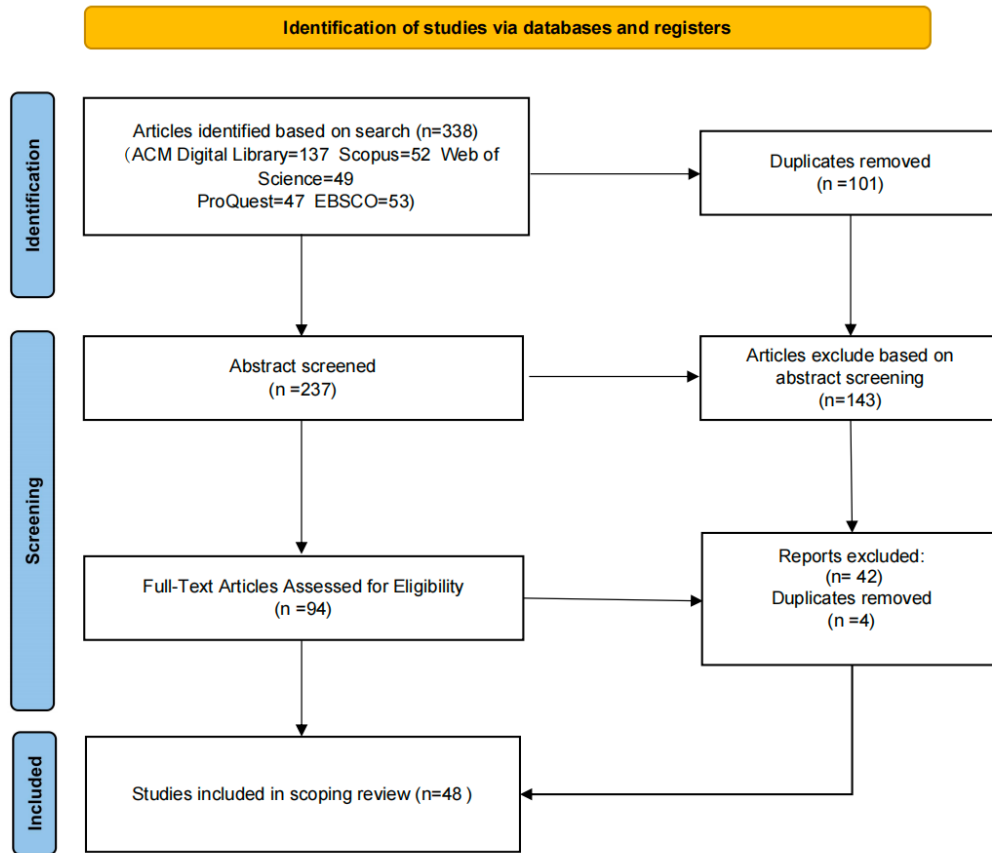 Identification of studies via databases and registers
Identification
Articles identified based on search (n=338)
(ACM Digital Library=137 Scopus=52 Web of
Science=49
ProQuest=47 EBSCO=53)
Duplicates removed
(n =101)
Screening
Abstract screened
(n =237)
Articles exclude based on
abstract screening
(n=143)
Full-Text Articles Assessed for Eligibility
(n =94)
Reports excluded:
(n= 42)
Duplicates removed
(n =4)
Included
Studies included in scoping review (n=48 )